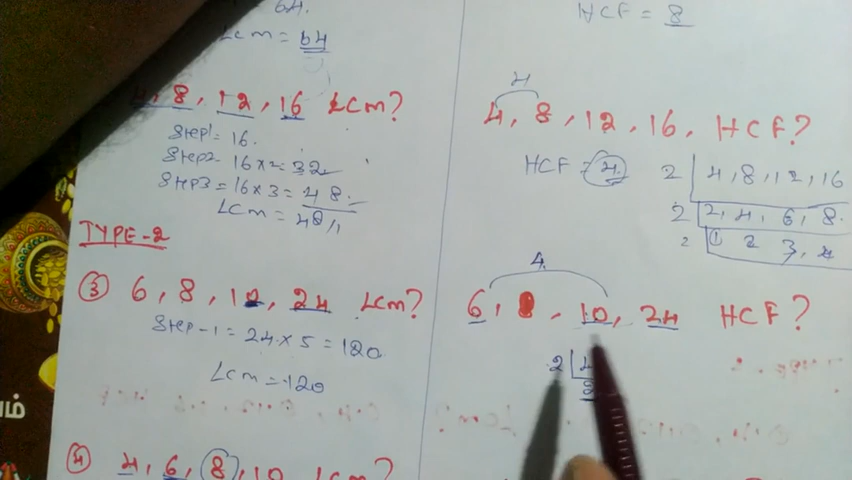 64.
Lcm = 64
4, 8, 12, 16 Lcm?
Step1 = 16.
Step2 - 16×2 = 32
Step3 = 16×3 = 48.
Lcm = 48//
TYPE-2
③ 6, 8, 10, 24 Lcm?
Step-1 = 24×5 = 120
Lcm = 120
④ 4, 6, 8, 10 Lcm?
HCF = 8
4
4, 8, 12, 16, HCF?
HCF = 4.
2 | 4, 8, 12, 16
2 | 2, 4, 6, 8.
2 | 1 2 3, 4
4
6, 8, 10, 24 HCF?
2